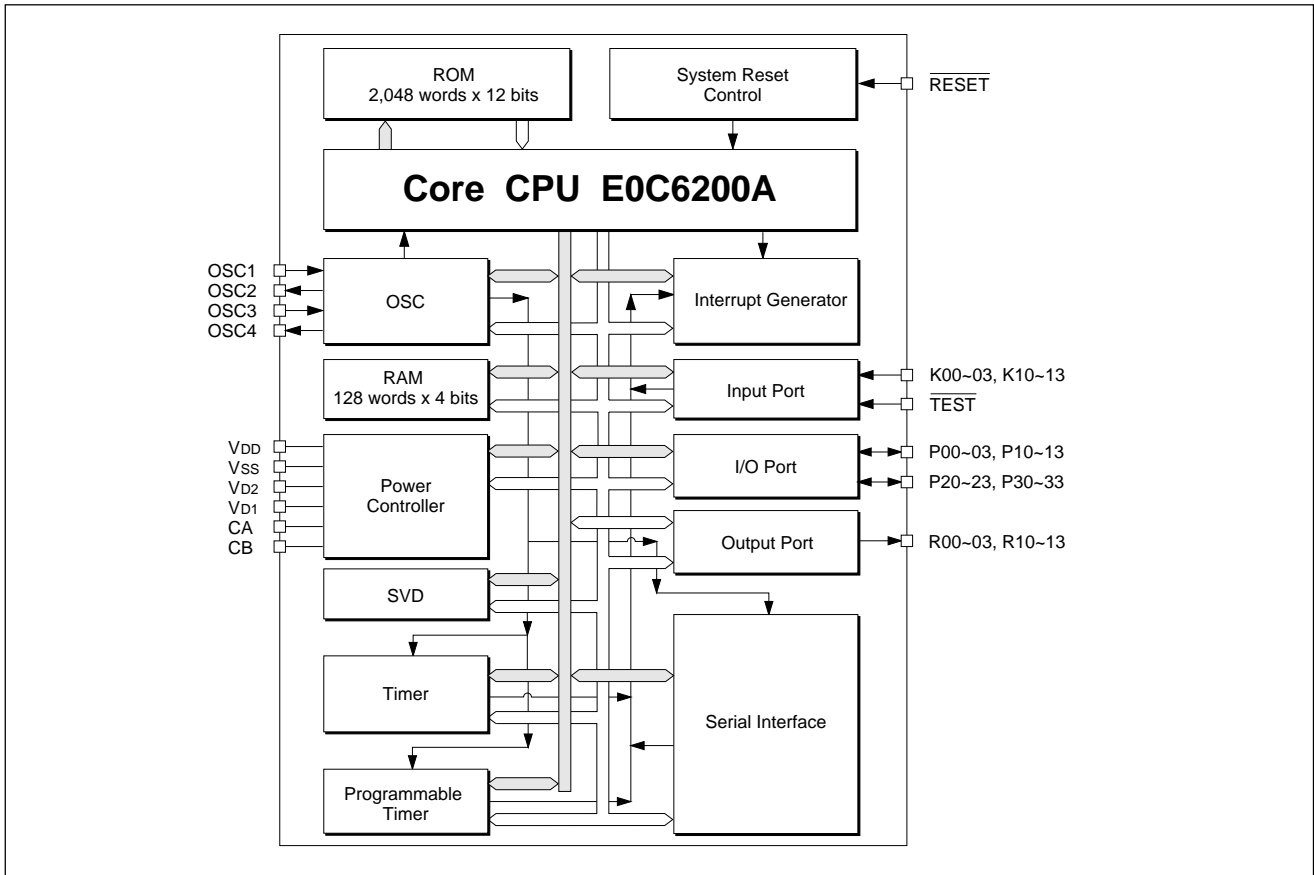 ROM
2,048 words x 12 bits
System Reset
Control
RESET
Core CPU E0C6200A
OSC1
OSC2
OSC3
OSC4
OSC
Interrupt Generator
RAM
128 words x 4 bits
Input Port
K00~03, K10~13
TEST
VDD
VSS
VD2
VD1
CA
CB
Power
Controller
I/O Port
P00~03, P10~13
P20~23, P30~33
Output Port
R00~03, R10~13
SVD
Timer
Serial Interface
Programmable
Timer